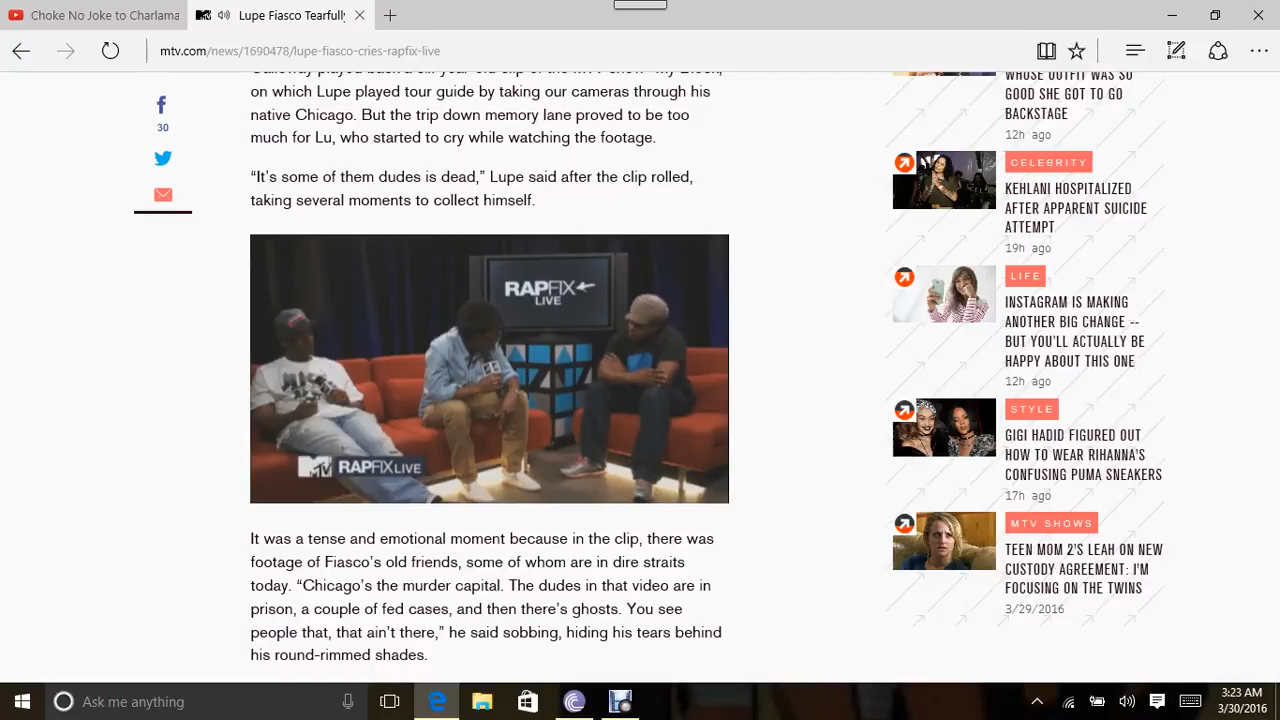 Choke No Joke to Charlama
Lupe Fiasco Tearfully
mtv.com/news/1690478/lupe-fiasco-cries-rapfix-live
on which Lupe played tour guide by taking our cameras through his
native Chicago. But the trip down memory lane proved to be too
much for Lu, who started to cry while watching the footage.
“It’s some of them dudes is dead,” Lupe said after the clip rolled,
taking several moments to collect himself.
30
RAPFIX
LIVE
MTV RAPFIX LIVE
It was a tense and emotional moment because in the clip, there was
footage of Fiasco’s old friends, some of whom are in dire straits
today. “Chicago’s the murder capital. The dudes in that video are in
prison, a couple of fed cases, and then there’s ghosts. You see
people that, that ain’t there,” he said sobbing, hiding his tears behind
his round-rimmed shades.
WHOSE OUTFIT WAS SO
GOOD SHE GOT TO GO
BACKSTAGE
12h ago
CELEBRITY
KEHLANI HOSPITALIZED
AFTER APPARENT SUICIDE
ATTEMPT
19h ago
LIFE
INSTAGRAM IS MAKING
ANOTHER BIG CHANGE --
BUT YOU’LL ACTUALLY BE
HAPPY ABOUT THIS ONE
12h ago
STYLE
GIGI HADID FIGURED OUT
HOW TO WEAR RIHANNA'S
CONFUSING PUMA SNEAKERS
17h ago
MTV SHOWS
TEEN MOM 2'S LEAH ON NEW
CUSTODY AGREEMENT: I'M
FOCUSING ON THE TWINS
3/29/2016
Ask me anything
3:23 AM
3/30/2016